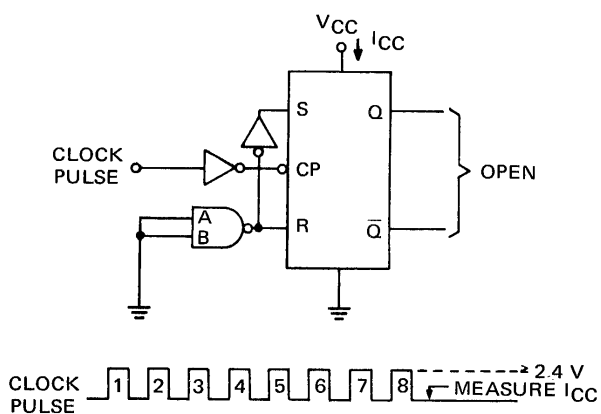 VCC
ICC
S
Q
CLOCK
PULSE
CP
OPEN
A
B
R
Q̅
CLOCK
PULSE
1 2 3 4 5 6 7 8
≥ 2.4 V
MEASURE ICC